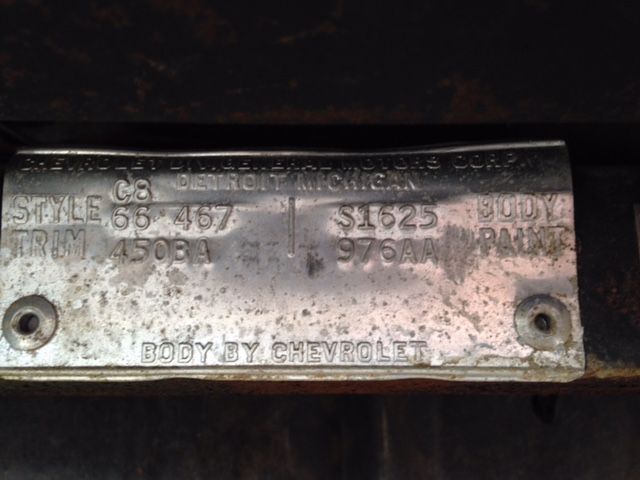 CHEVROLET DIV. GENERAL MOTORS CORP.
DETROIT MICHIGAN
C8
STYLE 66 467 S1625 BODY
TRIM 450BA 976AA PAINT
BODY BY CHEVROLET